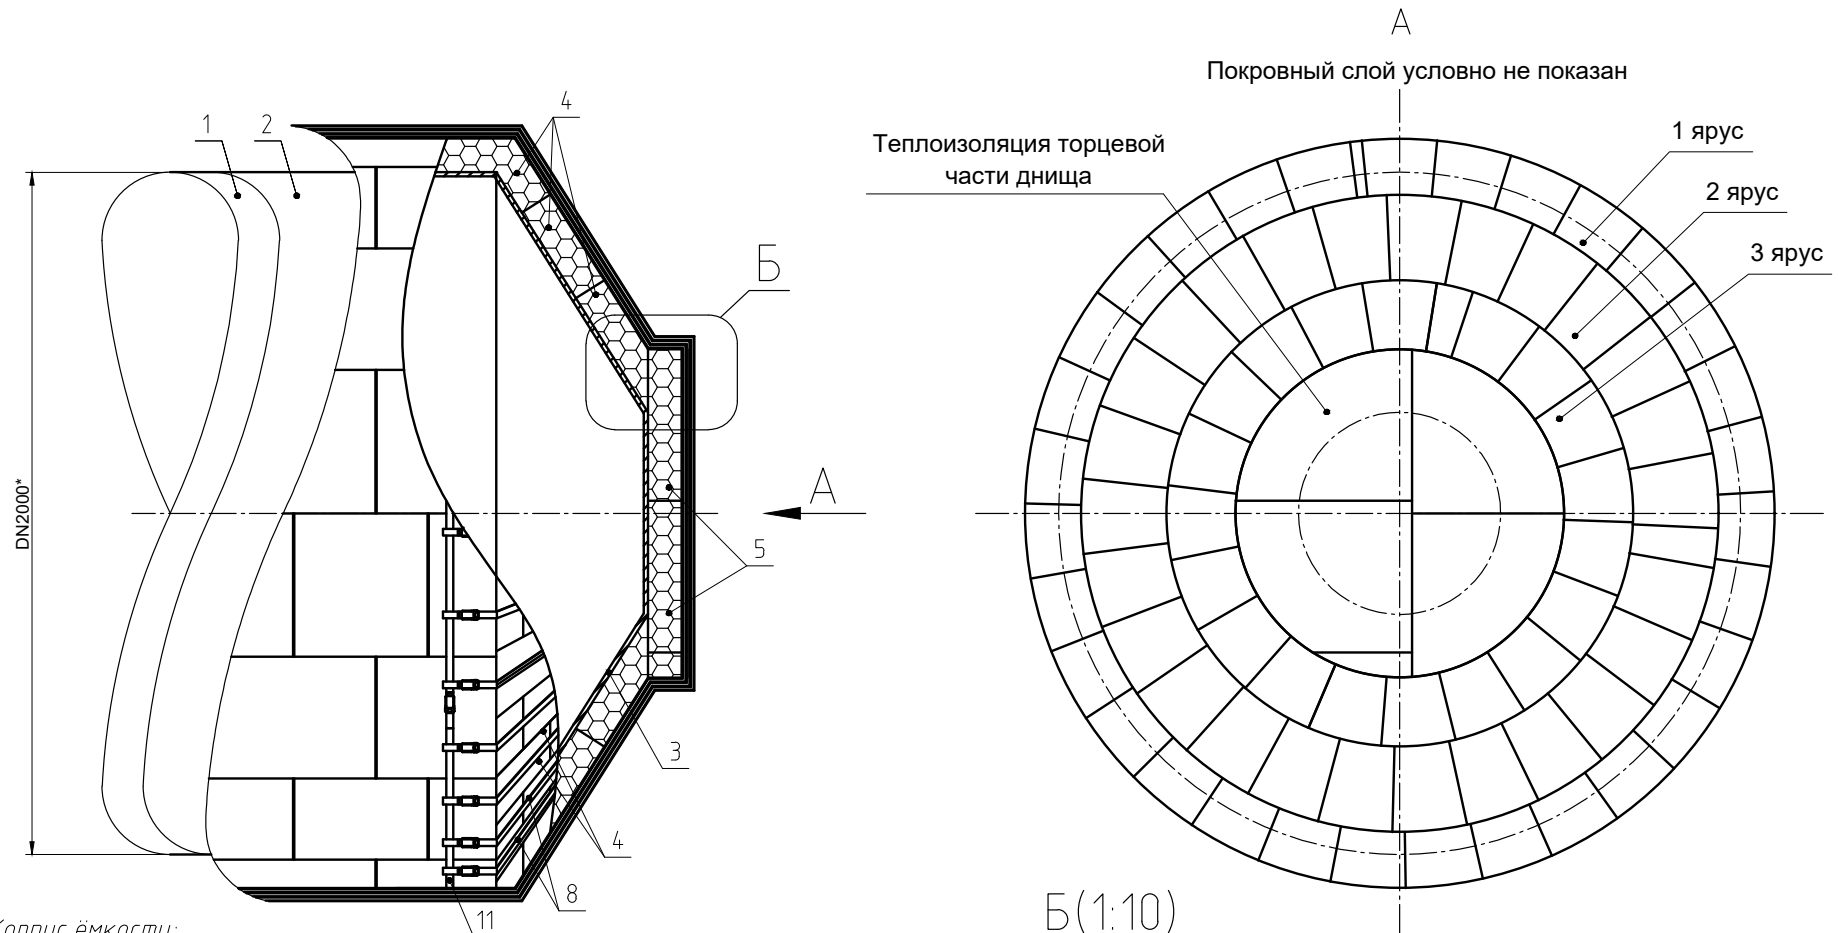 А
Покровный слой условно не показан
Теплоизоляция торцевой
части днища
1 ярус
2 ярус
3 ярус
1
2
4
Б
А
DN2000*
5
3
4
8
11
Б(1:10)
Корпус ёмкости;